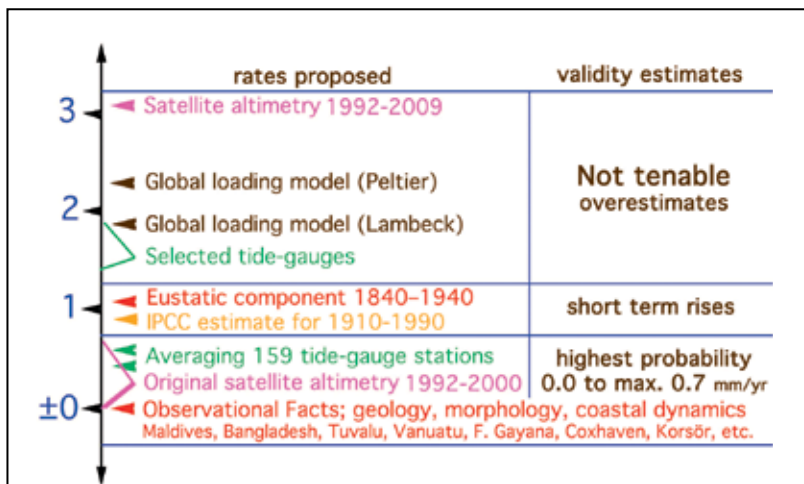 rates proposed validity estimates
3 Satellite altimetry 1992-2009
Global loading model (Peltier)
Not tenable
2
overestimates
Global loading model (Lambeck)
Selected tide-gauges
1 Eustatic component 1840-1940
short term rises
IPCC estimate for 1910-1990
Averaging 159 tide-gauge stations
highest probability
Original satellite altimetry 1992-2000
0.0 to max. 0.7 mm/yr
±0 Observational Facts; geology, morphology, coastal dynamics
Maldives, Bangladesh, Tuvalu, Vanuatu, F. Gayana, Coxhaven, Korsör, etc.